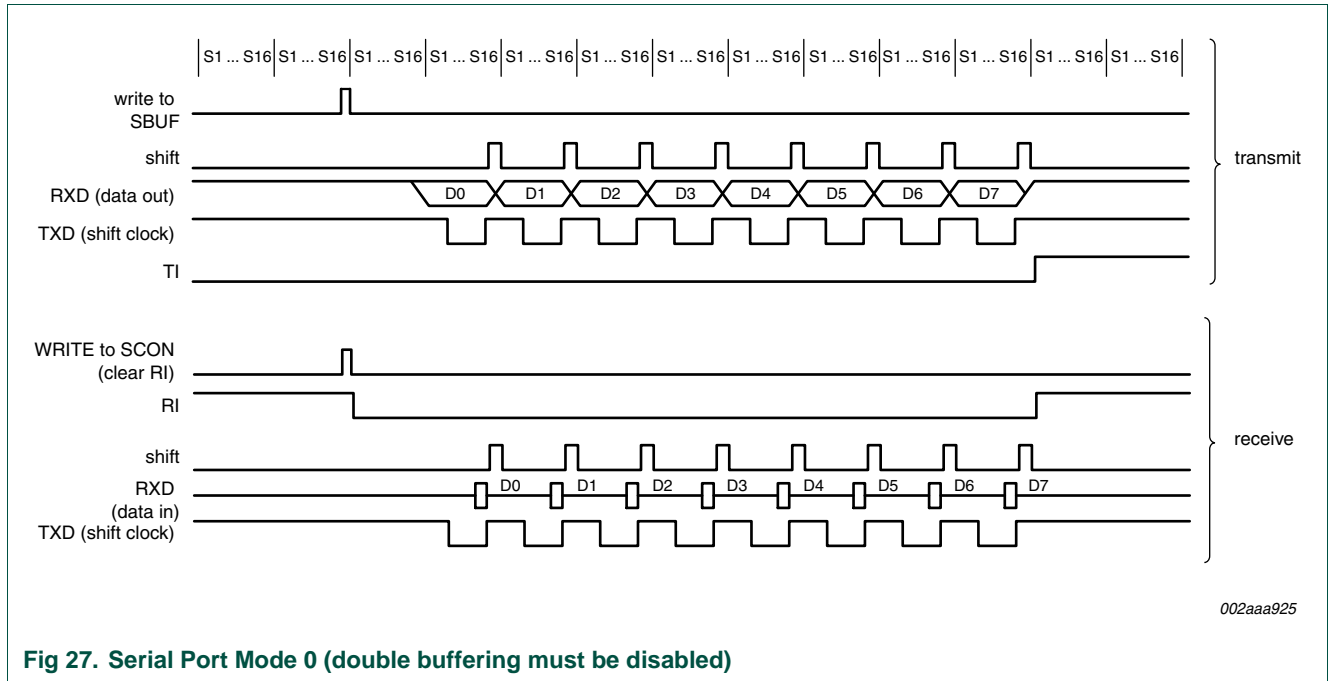 S1 ... S16 S1 ... S16 S1 ... S16 S1 ... S16 S1 ... S16 S1 ... S16 S1 ... S16 S1 ... S16 S1 ... S16 S1 ... S16 S1 ... S16 S1 ... S16 S1 ... S16
write to
SBUF
shift
transmit
RXD (data out)
D0 D1 D2 D3 D4 D5 D6 D7
TXD (shift clock)
TI
WRITE to SCON
(clear RI)
RI
shift
receive
RXD
(data in)
D0 D1 D2 D3 D4 D5 D6 D7
TXD (shift clock)
002aaa925
Fig 27. Serial Port Mode 0 (double buffering must be disabled)